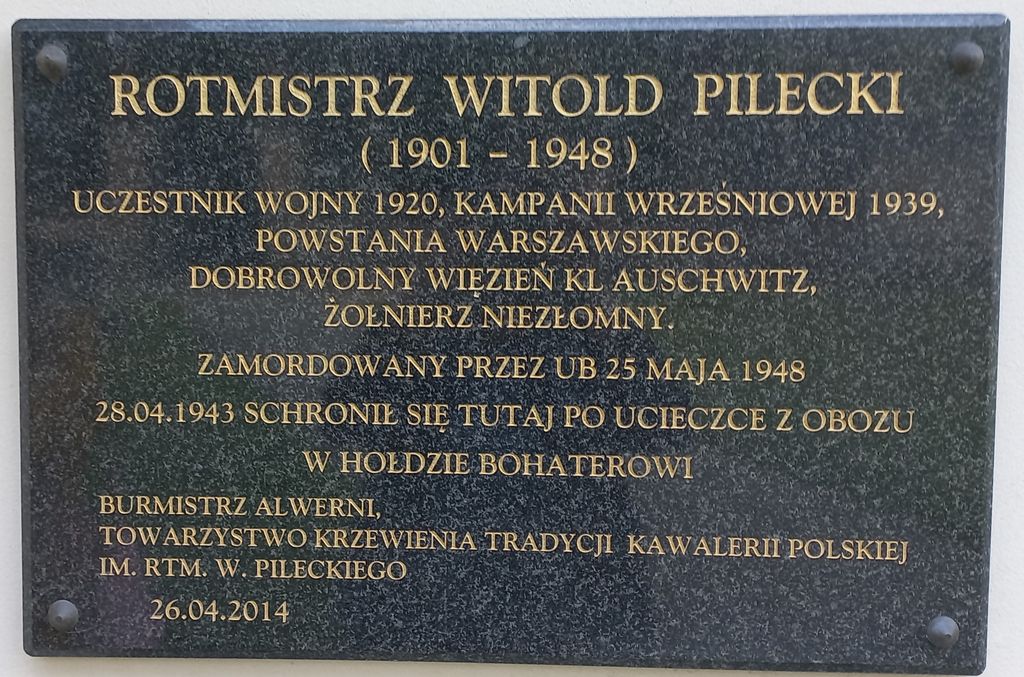 ROTMISTRZ WITOLD PILECKI
( 1901 – 1948 )
UCZESTNIK WOJNY 1920, KAMPANII WRZEŚNIOWEJ 1939,
POWSTANIA WARSZAWSKIEGO,
DOBROWOLNY WIĘZIEŃ KL AUSCHWITZ,
ŻOŁNIERZ NIEZŁOMNY.
ZAMORDOWANY PRZEZ UB 25 MAJA 1948
28.04.1943 SCHRONIŁ SIĘ TUTAJ PO UCIECZCE Z OBOZU
W HOŁDZIE BOHATEROWI
BURMISTRZ ALWERNI,
TOWARZYSTWO KRZEWIENIA TRADYCJI KAWALERII POLSKIEJ
IM. RTM. W. PILECKIEGO
26.04.2014